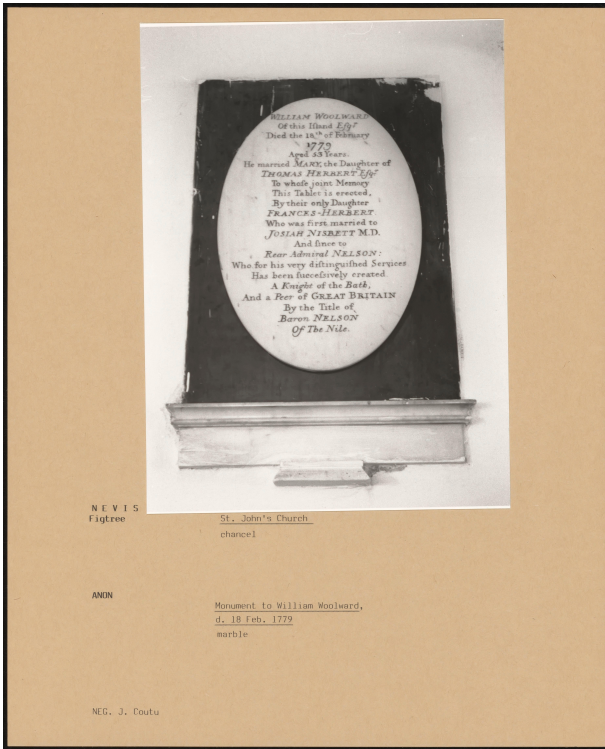 WILLIAM WOOLWARD
Of this Iſland Eſqr
Died the 18.th of February
1779
Aged 53 Years.
He married MARY, the Daughter of
THOMAS HERBERT Eſqr
To whoſe joint Memory
This Tablet is erected,
By their only Daughter
FRANCES-HERBERT
Who was firſt married to
JOSIAH NISBETT M.D.
And ſince to
Rear Admiral NELSON:
Who for his very diſtinguiſhed Services
Has been ſucceſsively created
A Knight of the Bath,
And a Peer of GREAT BRITAIN
By the Title of
Baron NELSON
Of The Nile.
NEVIS
Figtree
St. John's Church
chancel
ANON
Monument to William Woolward,
d. 18 Feb. 1779
marble
NEG. J. Coutu